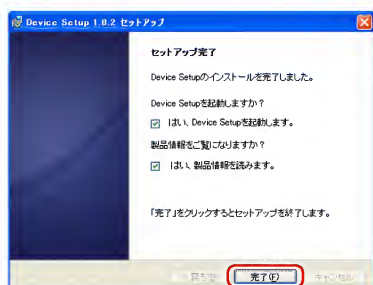 Device Setup 1.0.2 セットアップ
セットアップ完了
Device Setupのインストールを完了しました。
Device Setupを起動しますか?
はい、Device Setupを起動します。
製品情報をご覧になりますか?
はい、製品情報を読みます。
「完了」をクリックするとセットアップを終了します。
< 戻る(B) 完了(F) キャンセル